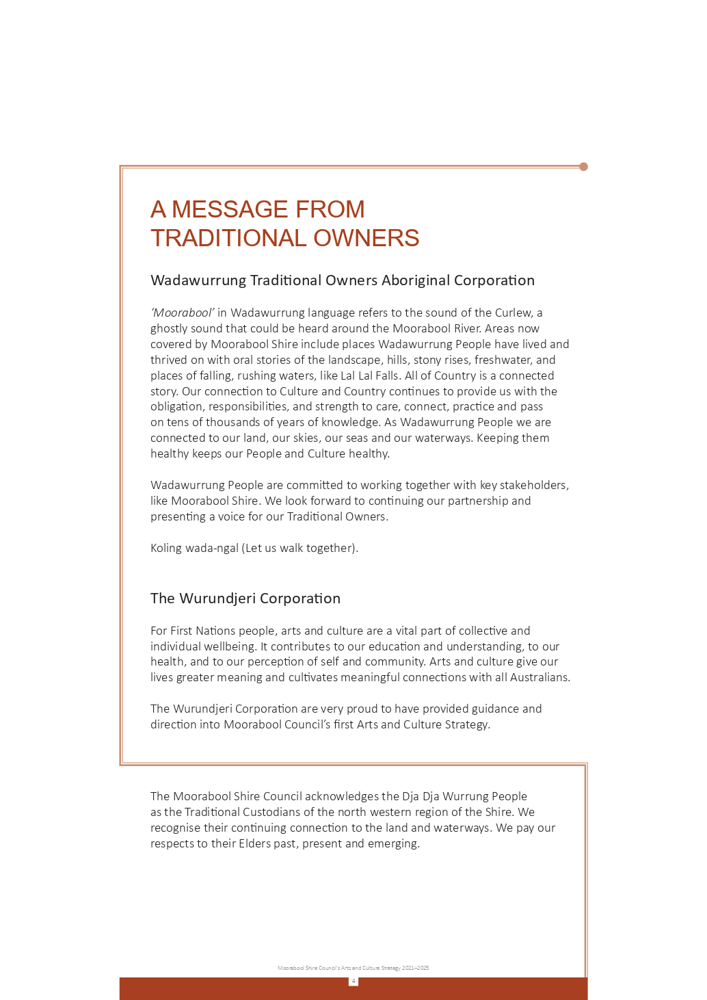 A MESSAGE FROM
TRADITIONAL OWNERS
Wadawurrung Traditional Owners Aboriginal Corporation
‘Moorabool’ in Wadawurrung language refers to the sound of the Curlew, a
ghostly sound that could be heard around the Moorabool River. Areas now
covered by Moorabool Shire include places Wadawurrung People have lived and
thrived on with oral stories of the landscape, hills, stony rises, freshwater, and
places of falling, rushing waters, like Lal Lal Falls. All of Country is a connected
story. Our connection to Culture and Country continues to provide us with the
obligation, responsibilities, and strength to care, connect, practice and pass
on tens of thousands of years of knowledge. As Wadawurrung People we are
connected to our land, our skies, our seas and our waterways. Keeping them
healthy keeps our People and Culture healthy.
Wadawurrung People are committed to working together with key stakeholders,
like Moorabool Shire. We look forward to continuing our partnership and
presenting a voice for our Traditional Owners.
Koling wada-ngal (Let us walk together).
The Wurundjeri Corporation
For First Nations people, arts and culture are a vital part of collective and
individual wellbeing. It contributes to our education and understanding, to our
health, and to our perception of self and community. Arts and culture give our
lives greater meaning and cultivates meaningful connections with all Australians.
The Wurundjeri Corporation are very proud to have provided guidance and
direction into Moorabool Council’s first Arts and Culture Strategy.
The Moorabool Shire Council acknowledges the Dja Dja Wurrung People
as the Traditional Custodians of the north western region of the Shire. We
recognise their continuing connection to the land and waterways. We pay our
respects to their Elders past, present and emerging.
Moorabool Shire Council’s Arts and Culture Strategy 2021–2025
4